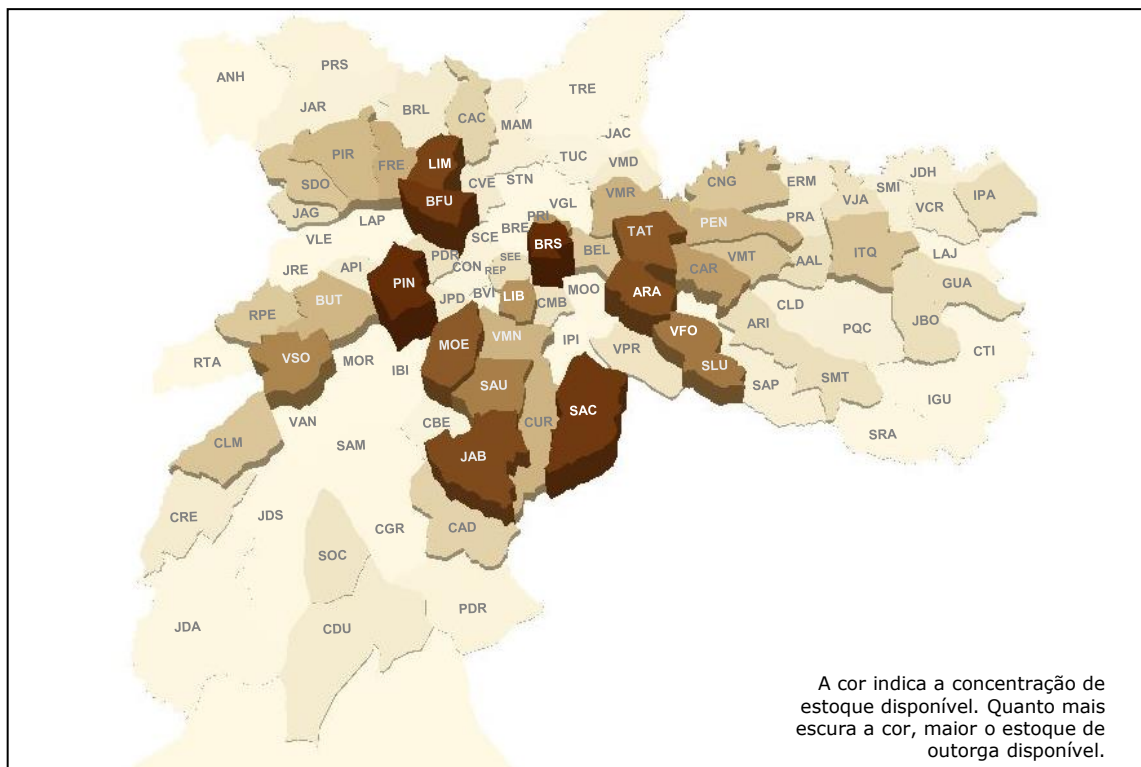 PRS
ANH
TRE
JAR
BRL
CAC
MAM
JAC
PIR
FRE
LIM
TUC
VMD
SDO
CVE
STN
VMR
CNG
ERM
SMI
JDH
JAG
BFU
VGL
VJA
VCR
IPA
LAP
PRI
PEN
PRA
VLE
SCE
BRE
BRS
TAT
PDR
SEE
BEL
VMT
AAL
ITQ
LAJ
JRE
API
CON
REP
CAR
PIN
JPD
BVI
LIB
CMB
MOO
ARA
GUA
BUT
CLD
RPE
ARI
JBO
VMN
VFO
PQC
RTA
VSO
MOR
IBI
MOE
IPI
VPR
CTI
SLU
SAU
SAP
SMT
IGU
VAN
CBE
CUR
SAC
CLM
SAM
SRA
JAB
CRE
JDS
CGR
CAD
SOC
PDR
JDA
CDU
A cor indica a concentração de
estoque disponível. Quanto mais
escura a cor, maior o estoque de
outorga disponível.